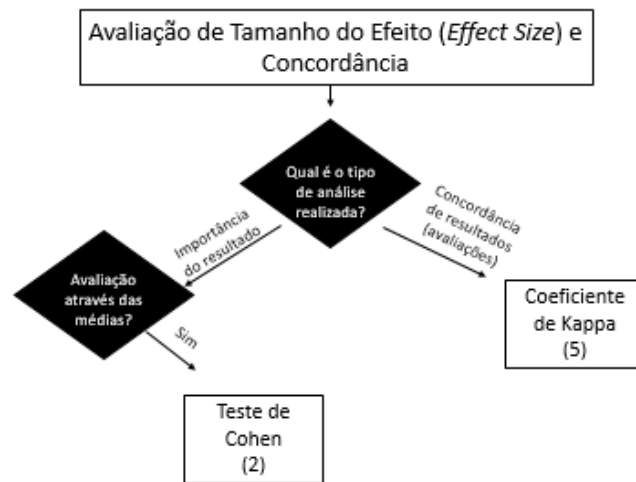 Avaliação de Tamanho do Efeito (Effect Size) e
Concordância
Qual é o tipo
de análise
realizada?
Importância
do resultado
Concordância
de resultados
(avaliações)
Avaliação
através das
médias?
Sim
Coeficiente
de Kappa
(5)
Teste de
Cohen
(2)